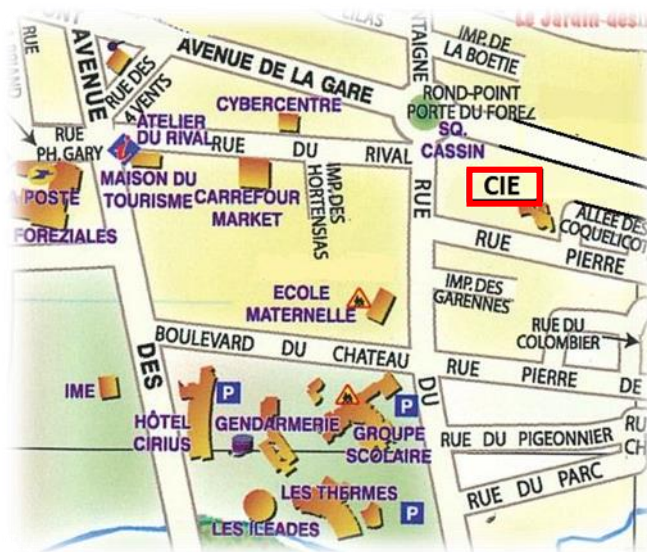 LILAS
Le Jardin des
IMP. DE
LA BOETIE
AVENUE
RUE DES
4 VENTS
AVENUE DE LA GARE
TAIGNE
ROND-POINT
PORTE DU FOREZ
CYBERCENTRE
SQ.
CASSIN
RUE
PH. GARY
ATELIER
DU RIVAL
RUE DU RIVAL
MAISON DU
TOURISME
CARREFOUR
MARKET
IMP. DES
HORTENSIAS
RUE
CIE
POSTE
FOREZIALES
ALLEE DES
COQUELICOT
RUE PIERRE
IMP. DES
GARENNES
ECOLE
MATERNELLE
RUE DU
COLOMBIER
BOULEVARD DU CHATEAU
DES
RUE PIERRE DE
IME
P
P
DU
HÔTEL
CIRIUS
GENDARMERIE
GROUPE
SCOLAIRE
RUE DU PIGEONNIER
RUE DU PARC
LES THERMES
P
LES ILEADES